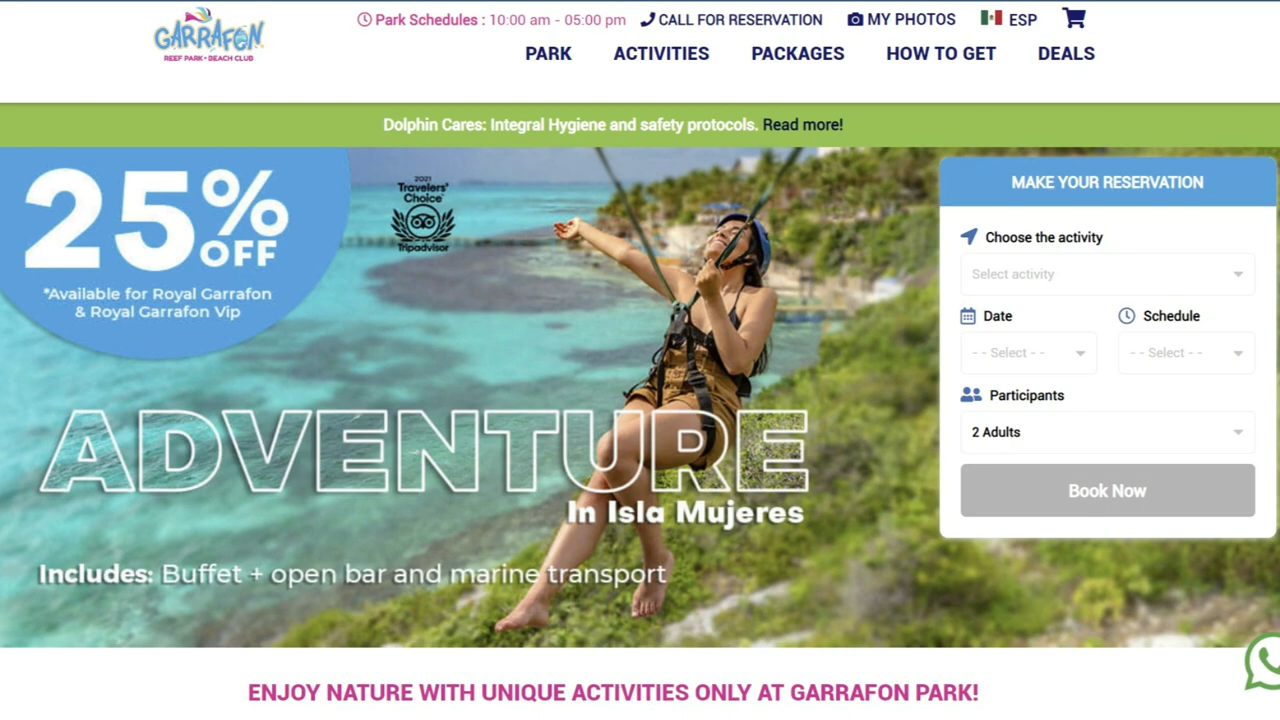 GARRAFON
REEF PARK • BEACH CLUB
Park Schedules : 10:00 am - 05:00 pm
CALL FOR RESERVATION
MY PHOTOS
ESP
PARK
ACTIVITIES
PACKAGES
HOW TO GET
DEALS
Dolphin Cares: Integral Hygiene and safety protocols. Read more!
25%
OFF
*Available for Royal Garrafon
& Royal Garrafon Vip
2021
Travelers'
Choice
Tripadvisor
ADVENTURE
In Isla Mujeres
Includes: Buffet + open bar and marine transport
MAKE YOUR RESERVATION
Choose the activity
Select activity
Date
Schedule
- - Select - -
- - Select - -
Participants
2 Adults
Book Now
ENJOY NATURE WITH UNIQUE ACTIVITIES ONLY AT GARRAFON PARK!